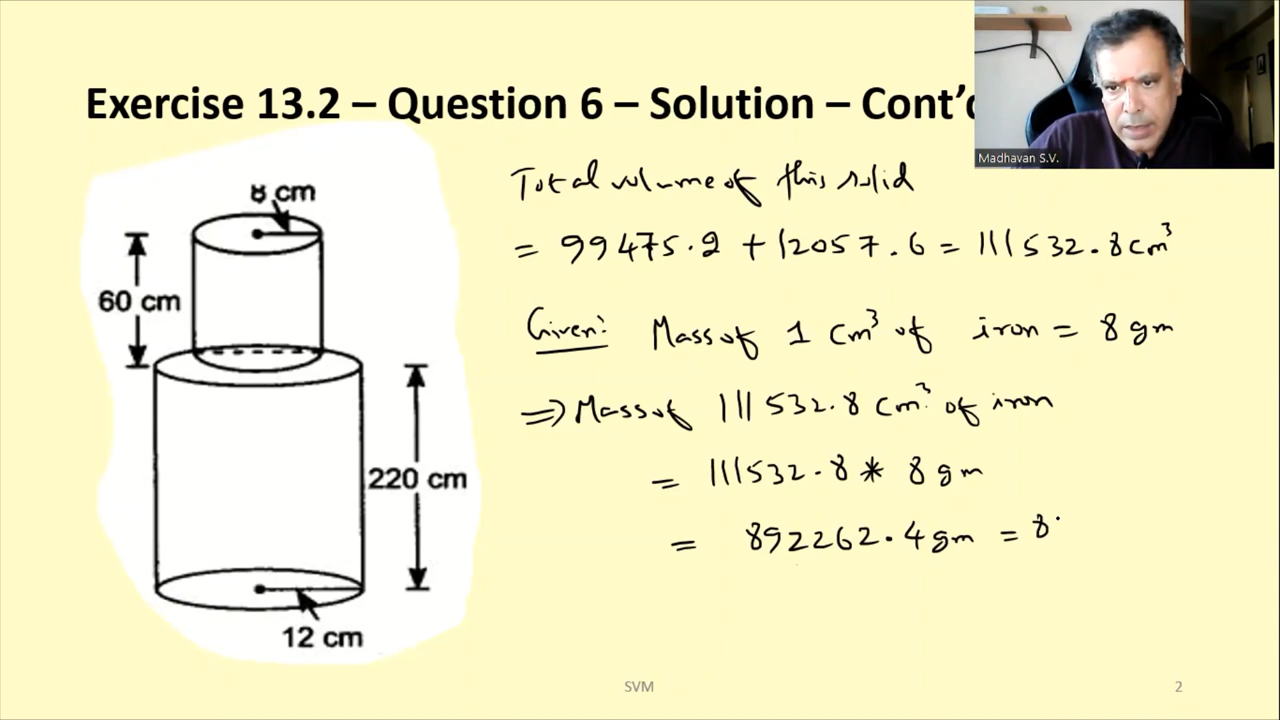 Exercise 13.2 – Question 6 – Solution – Cont'd
Madhavan S.V.
8 cm
60 cm
220 cm
12 cm
Total volume of this solid
= 99475.2 + 12057.6 = 111532.8 cm³
Given: Mass of 1 cm³ of iron = 8 gm
=> Mass of 111532.8 cm³ of iron
= 111532.8 * 8 gm
= 892262.4 gm = 8.
SVM
2